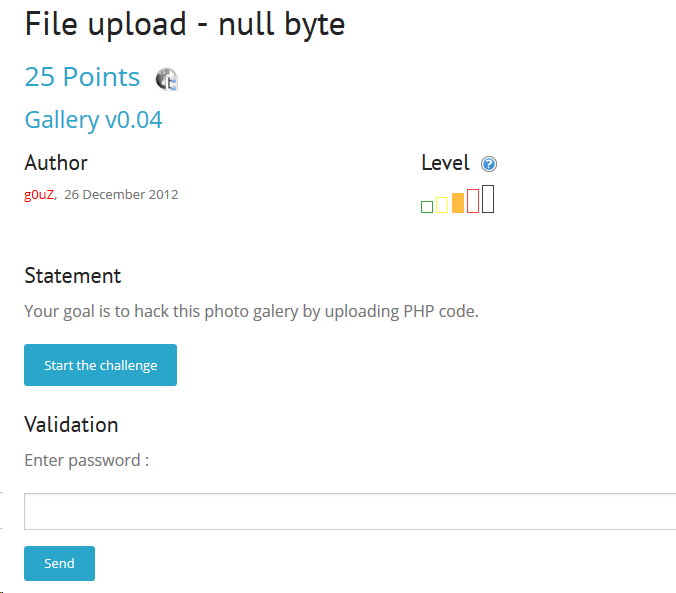 File upload - null byte
25 Points
Gallery v0.04
Author
Level ?
g0uZ, 26 December 2012
Statement
Your goal is to hack this photo galery by uploading PHP code.
Start the challenge
Validation
Enter password :
Send